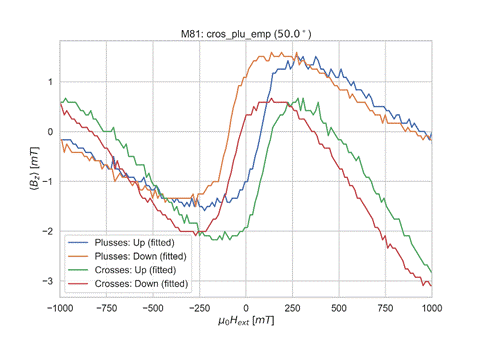 M81: cros_plu_emp (50.0°)
⟨B_z⟩ [mT]
1
0
−1
−2
−3
Plusses: Up (fitted)
Plusses: Down (fitted)
Crosses: Up (fitted)
Crosses: Down (fitted)
−1000 −750 −500 −250 0 250 500 750 1000
μ₀H_ext [mT]